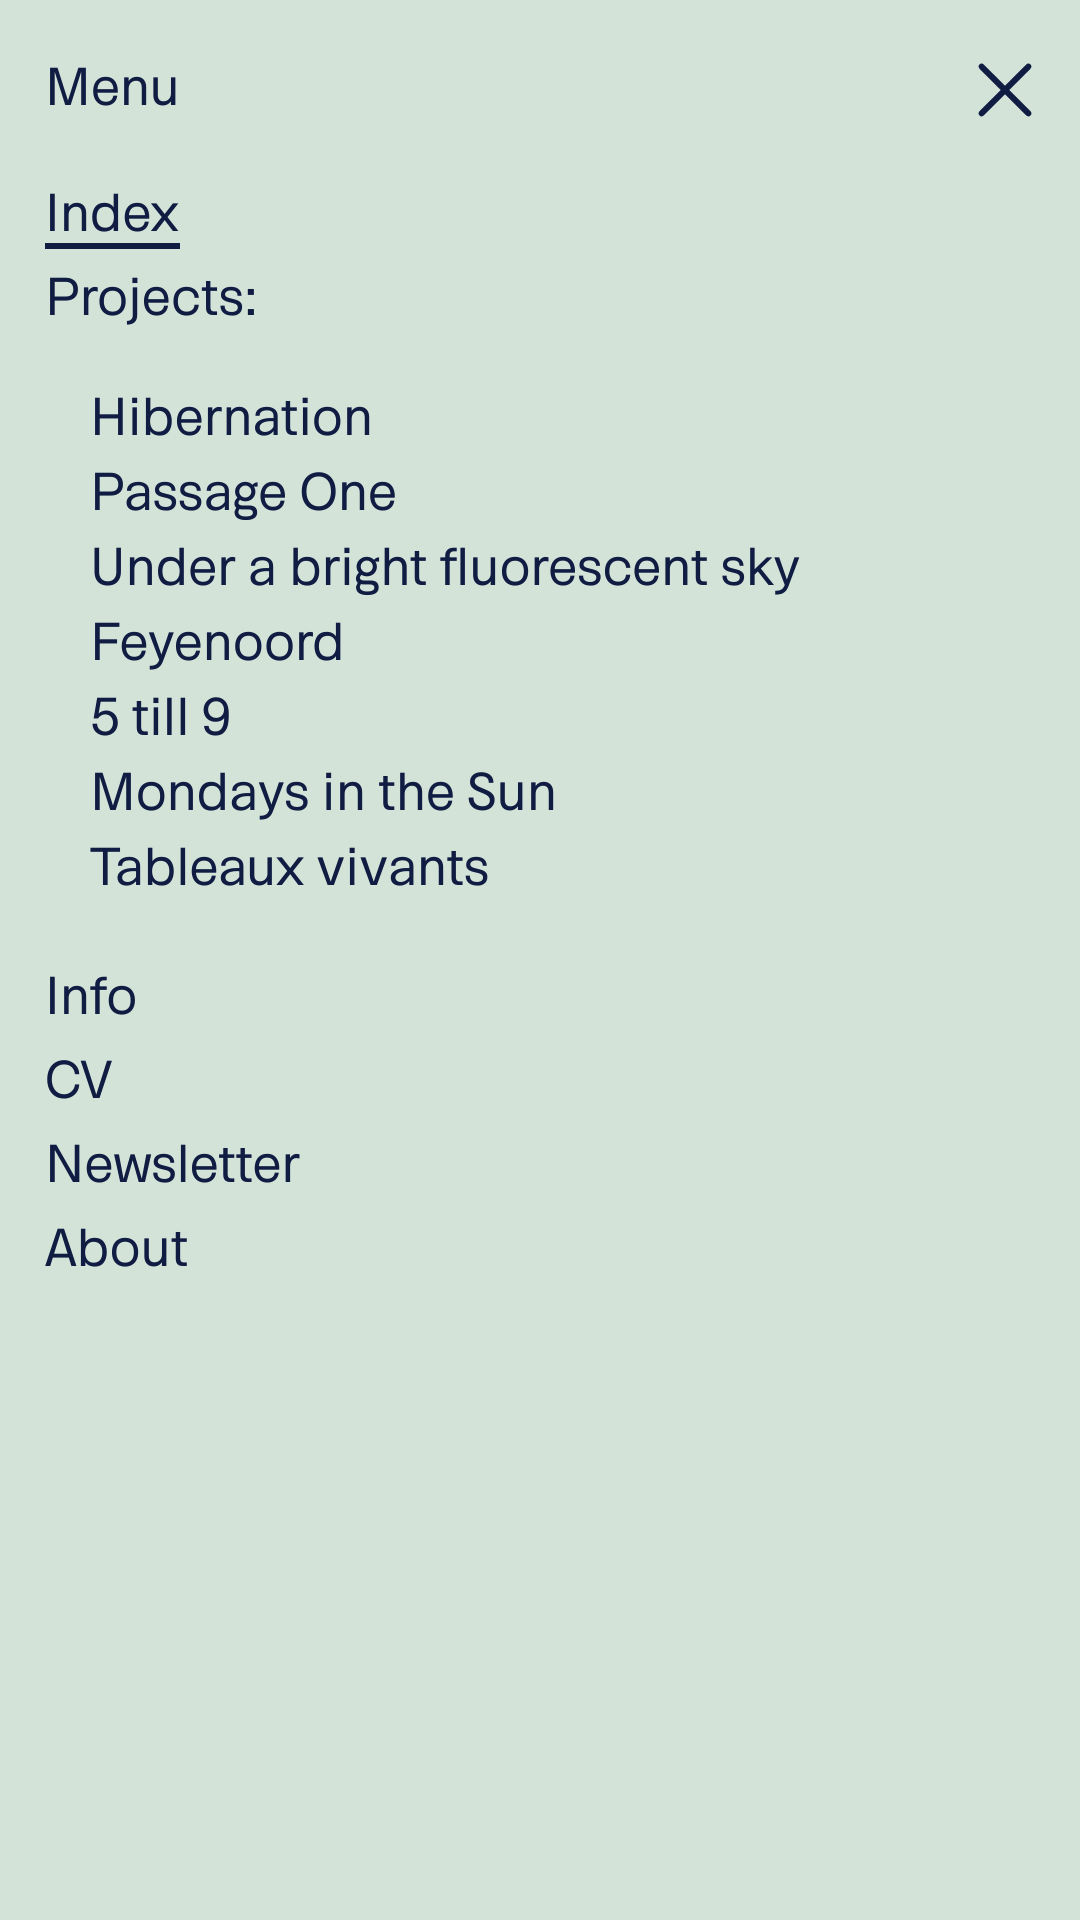 Menu
Index
Projects:
Hibernation
Passage One
Under a bright fluorescent sky
Feyenoord
5 till 9
Mondays in the Sun
Tableaux vivants
Info
CV
Newsletter
About